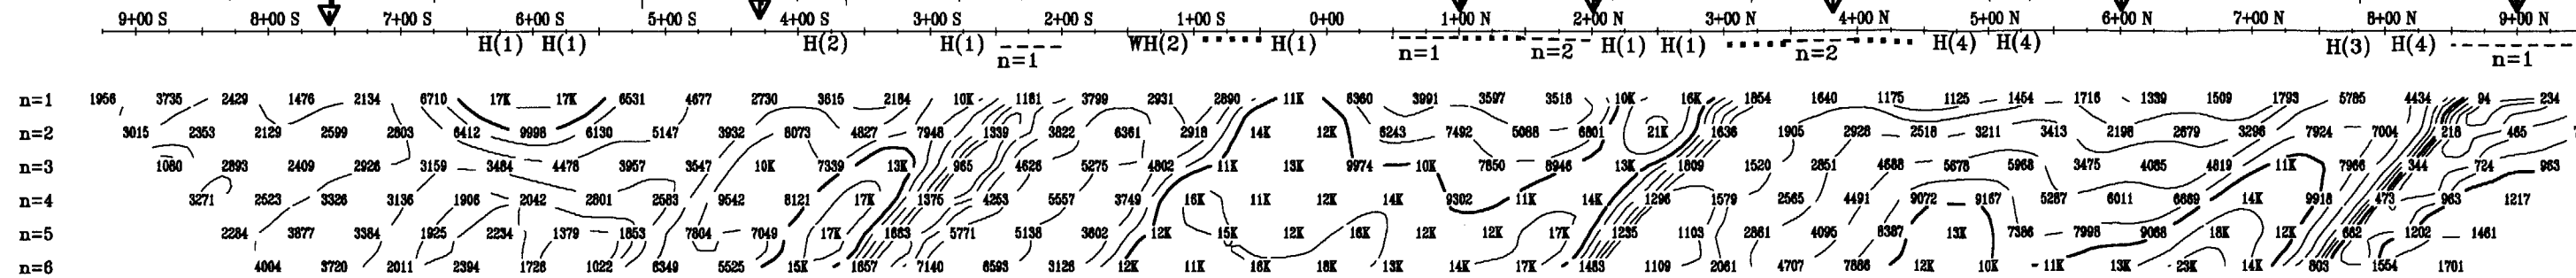 9+00 S 8+00 S 7+00 S 6+00 S 5+00 S 4+00 S 3+00 S 2+00 S 1+00 S 0+00 1+00 N 2+00 N 3+00 N 4+00 N 5+00 N 6+00 N 7+00 N 8+00 N 9+00 N
H(1) H(1) H(2) H(1) n=1 WH(2) H(1) n=1 n=2 H(1) H(1) n=2 H(4) H(4) H(3) H(4) n=1
n=1 1956 3735 2429 1476 2134 6710 17K 17K 6531 4677 2730 3615 2184 10K 1181 3799 2931 2890 11K 8360 3991 3597 3518 10K 16K 1854 1640 1175 1125 1454 1716 1339 1509 1793 5785 4434 94 234
n=2 3015 2353 2129 2599 2803 6412 9998 6130 5147 3932 8073 4827 7948 1339 3822 6361 2918 14K 12K 6243 7492 5088 6801 21K 1636 1905 2928 2518 3211 3413 2198 2679 3296 7924 7004 218 465
n=3 1080 2893 2409 2926 3159 3484 4478 3957 3547 10K 7339 13K 965 4626 5275 4802 11K 13K 9974 10K 7850 8946 13K 1809 1520 2851 4688 5678 5968 3475 4085 4819 11K 7966 344 724 963
n=4 3271 2523 3326 3136 1906 2042 2801 2583 9542 8121 17K 1375 4253 5557 3749 16K 11K 12K 14K 9302 11K 14K 1296 1579 2565 4491 9072 9167 5287 6011 6689 14K 9918 473 963 1217
n=5 2284 3877 3384 1925 2234 1379 1853 7804 7049 17K 1683 5771 5138 3602 12K 15K 12K 16K 12K 12K 17K 1235 1103 2861 4095 8387 13K 7386 7998 9068 18K 12K 662 1202 1461
n=6 4004 3720 2011 2394 1726 1022 6349 5525 15K 1657 7140 6593 3126 12K 11K 16K 18K 13K 14K 17K 1483 1109 2061 4707 7886 12K 10K 11K 13K 23K 14K 803 1554 1701